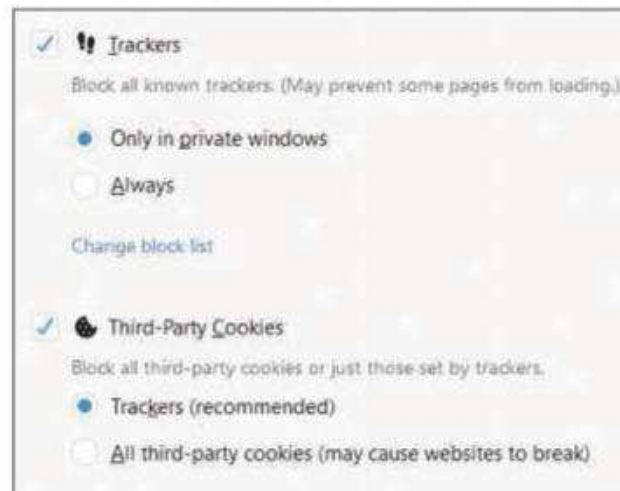 Trackers
Block all known trackers. (May prevent some pages from loading.)
Only in private windows
Always
Change block list
Third-Party Cookies
Block all third-party cookies or just those set by trackers.
Trackers (recommended)
All third-party cookies (may cause websites to break)